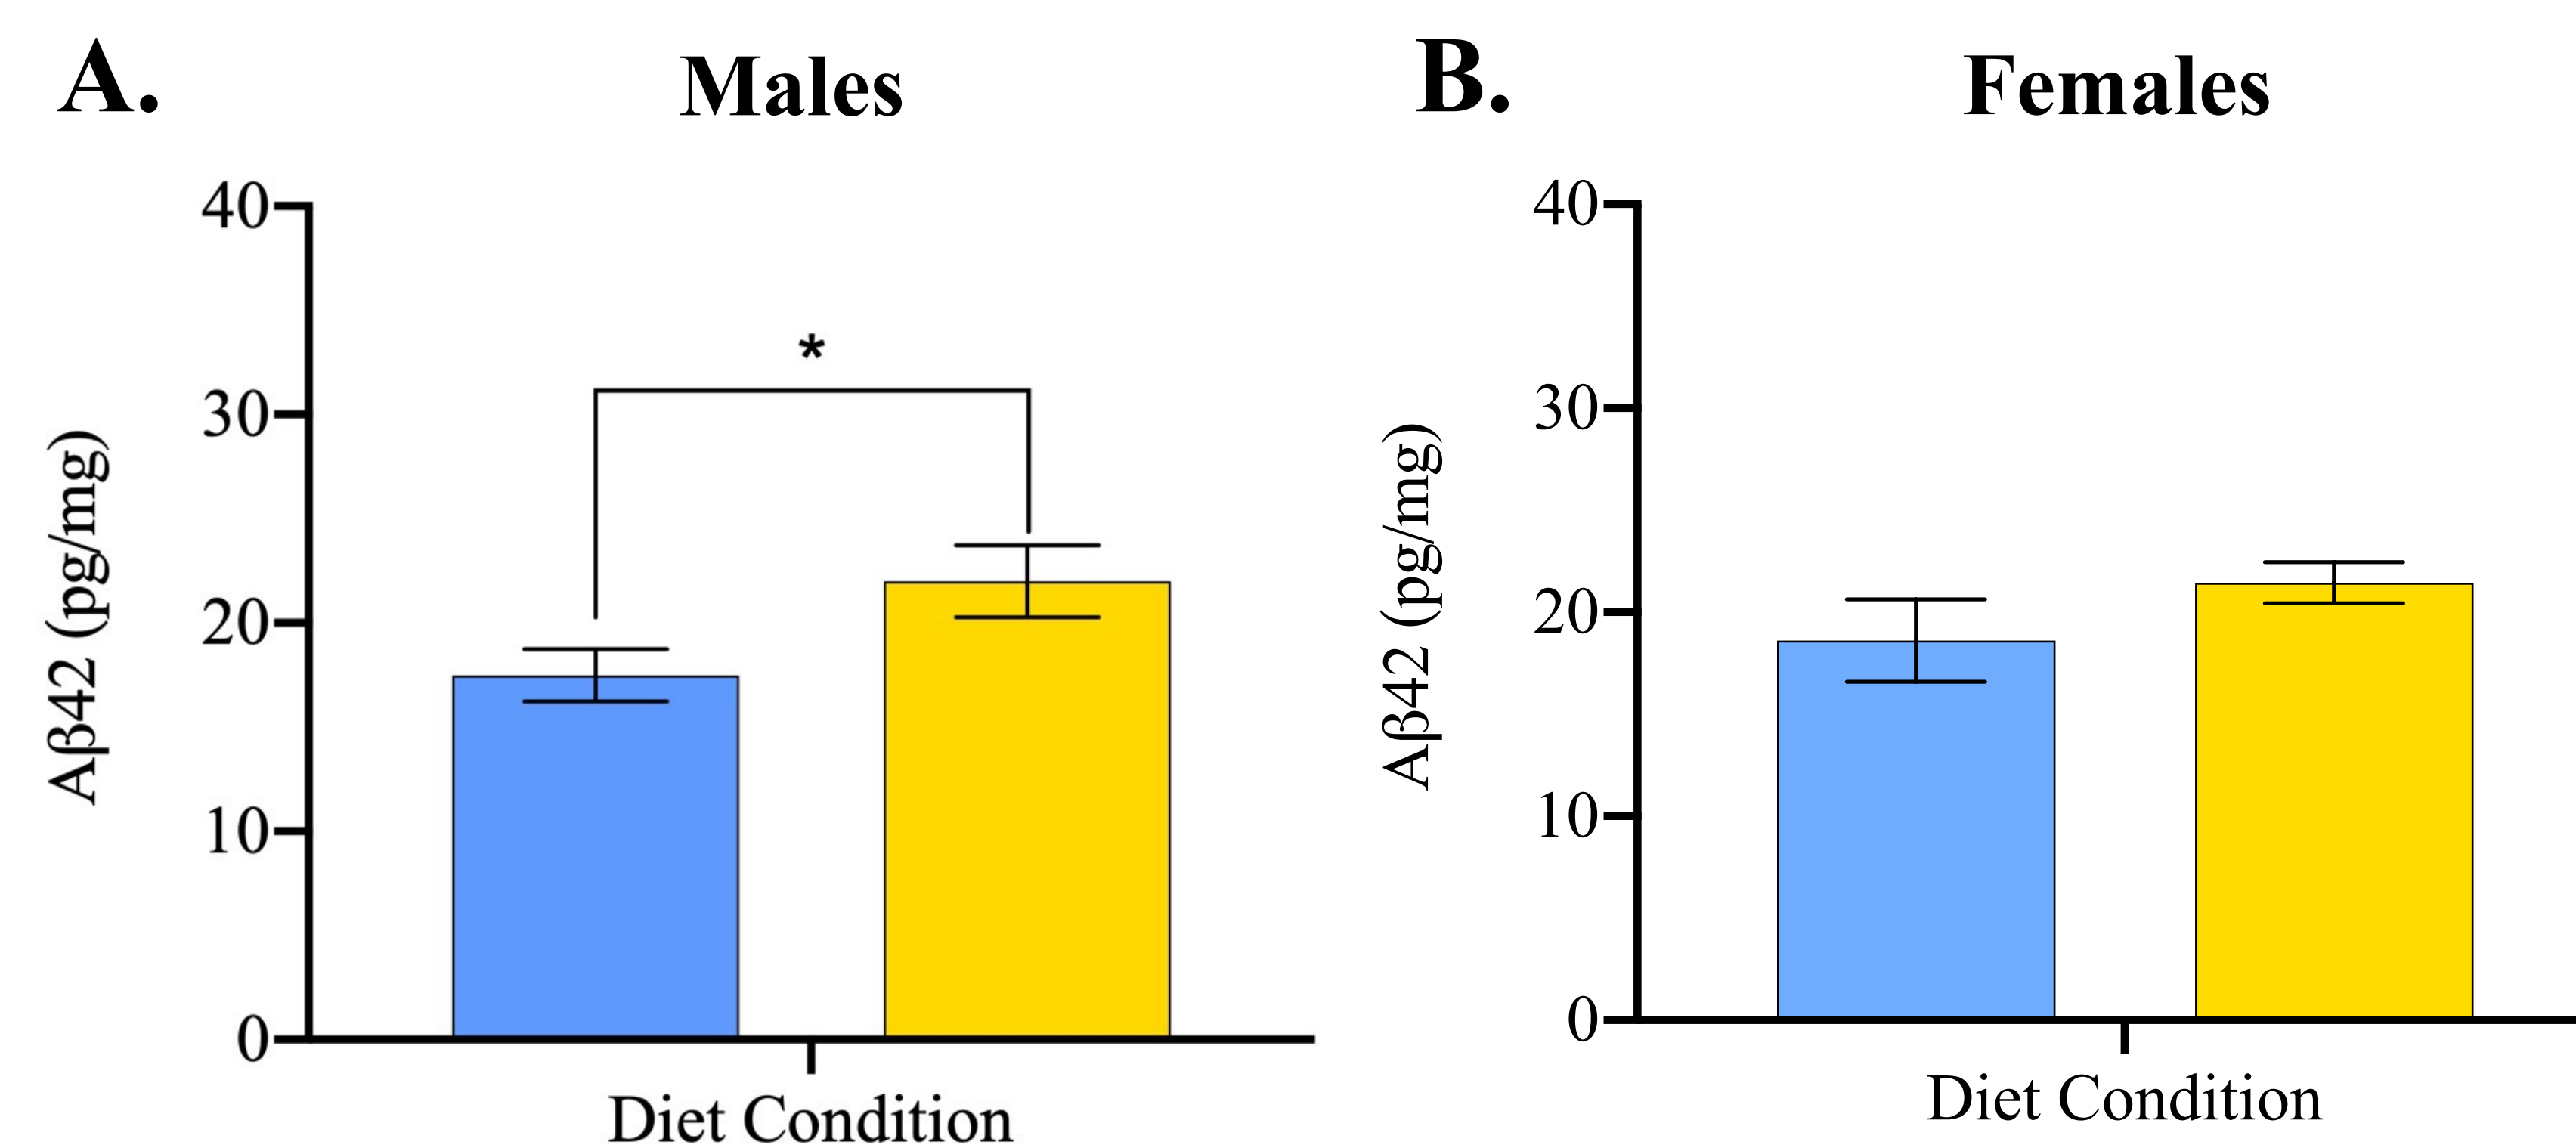 A.
Males
40
30
20
10
0
*
Aβ42 (pg/mg)
Diet Condition
B.
Females
40
30
20
10
0
Aβ42 (pg/mg)
Diet Condition